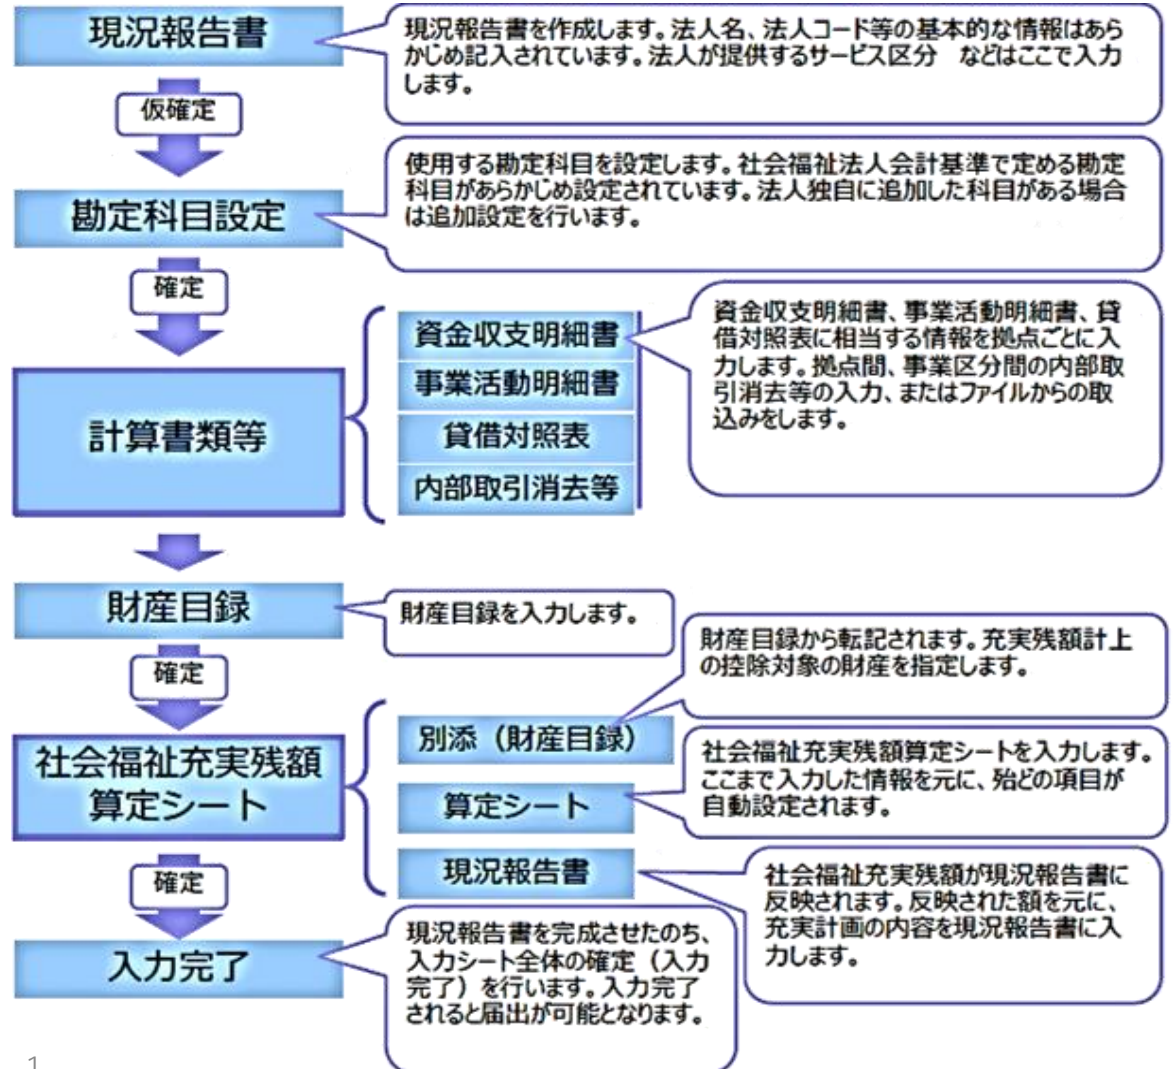 現況報告書
現況報告書を作成します。法人名、法人コード等の基本的な情報はあら
かじめ記入されています。法人が提供するサービス区分　などはここで入力
します。
仮確定
勘定科目設定
使用する勘定科目を設定します。社会福祉法人会計基準で定める勘定
科目があらかじめ設定されています。法人独自に追加した科目がある場合
は追加設定を行います。
確定
計算書類等
資金収支明細書
事業活動明細書
貸借対照表
内部取引消去等
資金収支明細書、事業活動明細書、貸
借対照表に相当する情報を拠点ごとに入
力します。拠点間、事業区分間の内部取
引消去等の入力、またはファイルからの取
込みをします。
財産目録
財産目録を入力します。
確定
社会福祉充実残額
算定シート
別添（財産目録）
財産目録から転記されます。充実残額計上
の控除対象の財産を指定します。
算定シート
社会福祉充実残額算定シートを入力します。
ここまで入力した情報を元に、殆どの項目が
自動設定されます。
現況報告書
社会福祉充実残額が現況報告書に
反映されます。反映された額を元に、
充実計画の内容を現況報告書に入
力します。
確定
入力完了
現況報告書を完成させたのち、
入力シート全体の確定（入力
完了）を行います。入力完了
されると届出が可能となります。
1